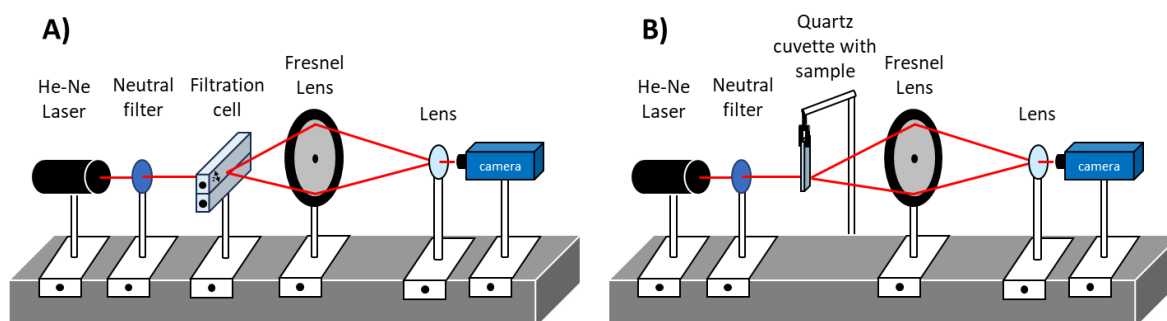 A)
He-Ne
Laser
Neutral
filter
Filtration
cell
Fresnel
Lens
Lens
camera
B)
He-Ne
Laser
Neutral
filter
Quartz
cuvette with
sample
Fresnel
Lens
Lens
camera